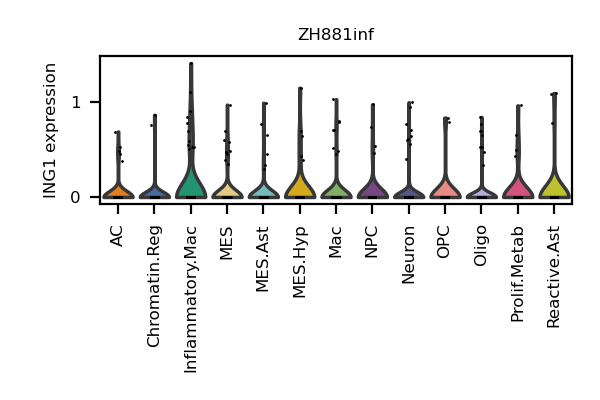 ZH881inf
ING1 expression
1
0
AC
Chromatin.Reg
Inflammatory.Mac
MES
MES.Ast
MES.Hyp
Mac
NPC
Neuron
OPC
Oligo
Prolif.Metab
Reactive.Ast